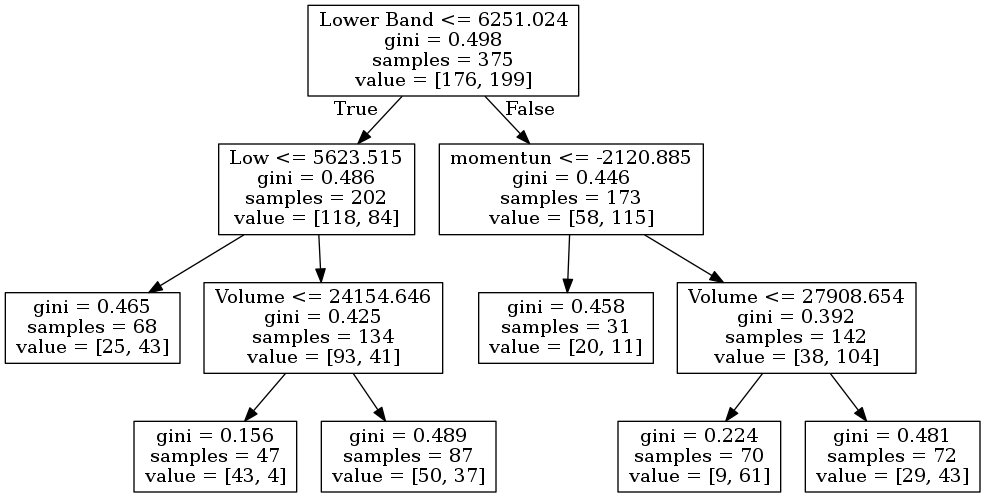 Lower Band <= 6251.024
gini = 0.498
samples = 375
value = [176, 199]
True
False
Low <= 5623.515
gini = 0.486
samples = 202
value = [118, 84]
momentun <= -2120.885
gini = 0.446
samples = 173
value = [58, 115]
gini = 0.465
samples = 68
value = [25, 43]
Volume <= 24154.646
gini = 0.425
samples = 134
value = [93, 41]
gini = 0.458
samples = 31
value = [20, 11]
Volume <= 27908.654
gini = 0.392
samples = 142
value = [38, 104]
gini = 0.156
samples = 47
value = [43, 4]
gini = 0.489
samples = 87
value = [50, 37]
gini = 0.224
samples = 70
value = [9, 61]
gini = 0.481
samples = 72
value = [29, 43]